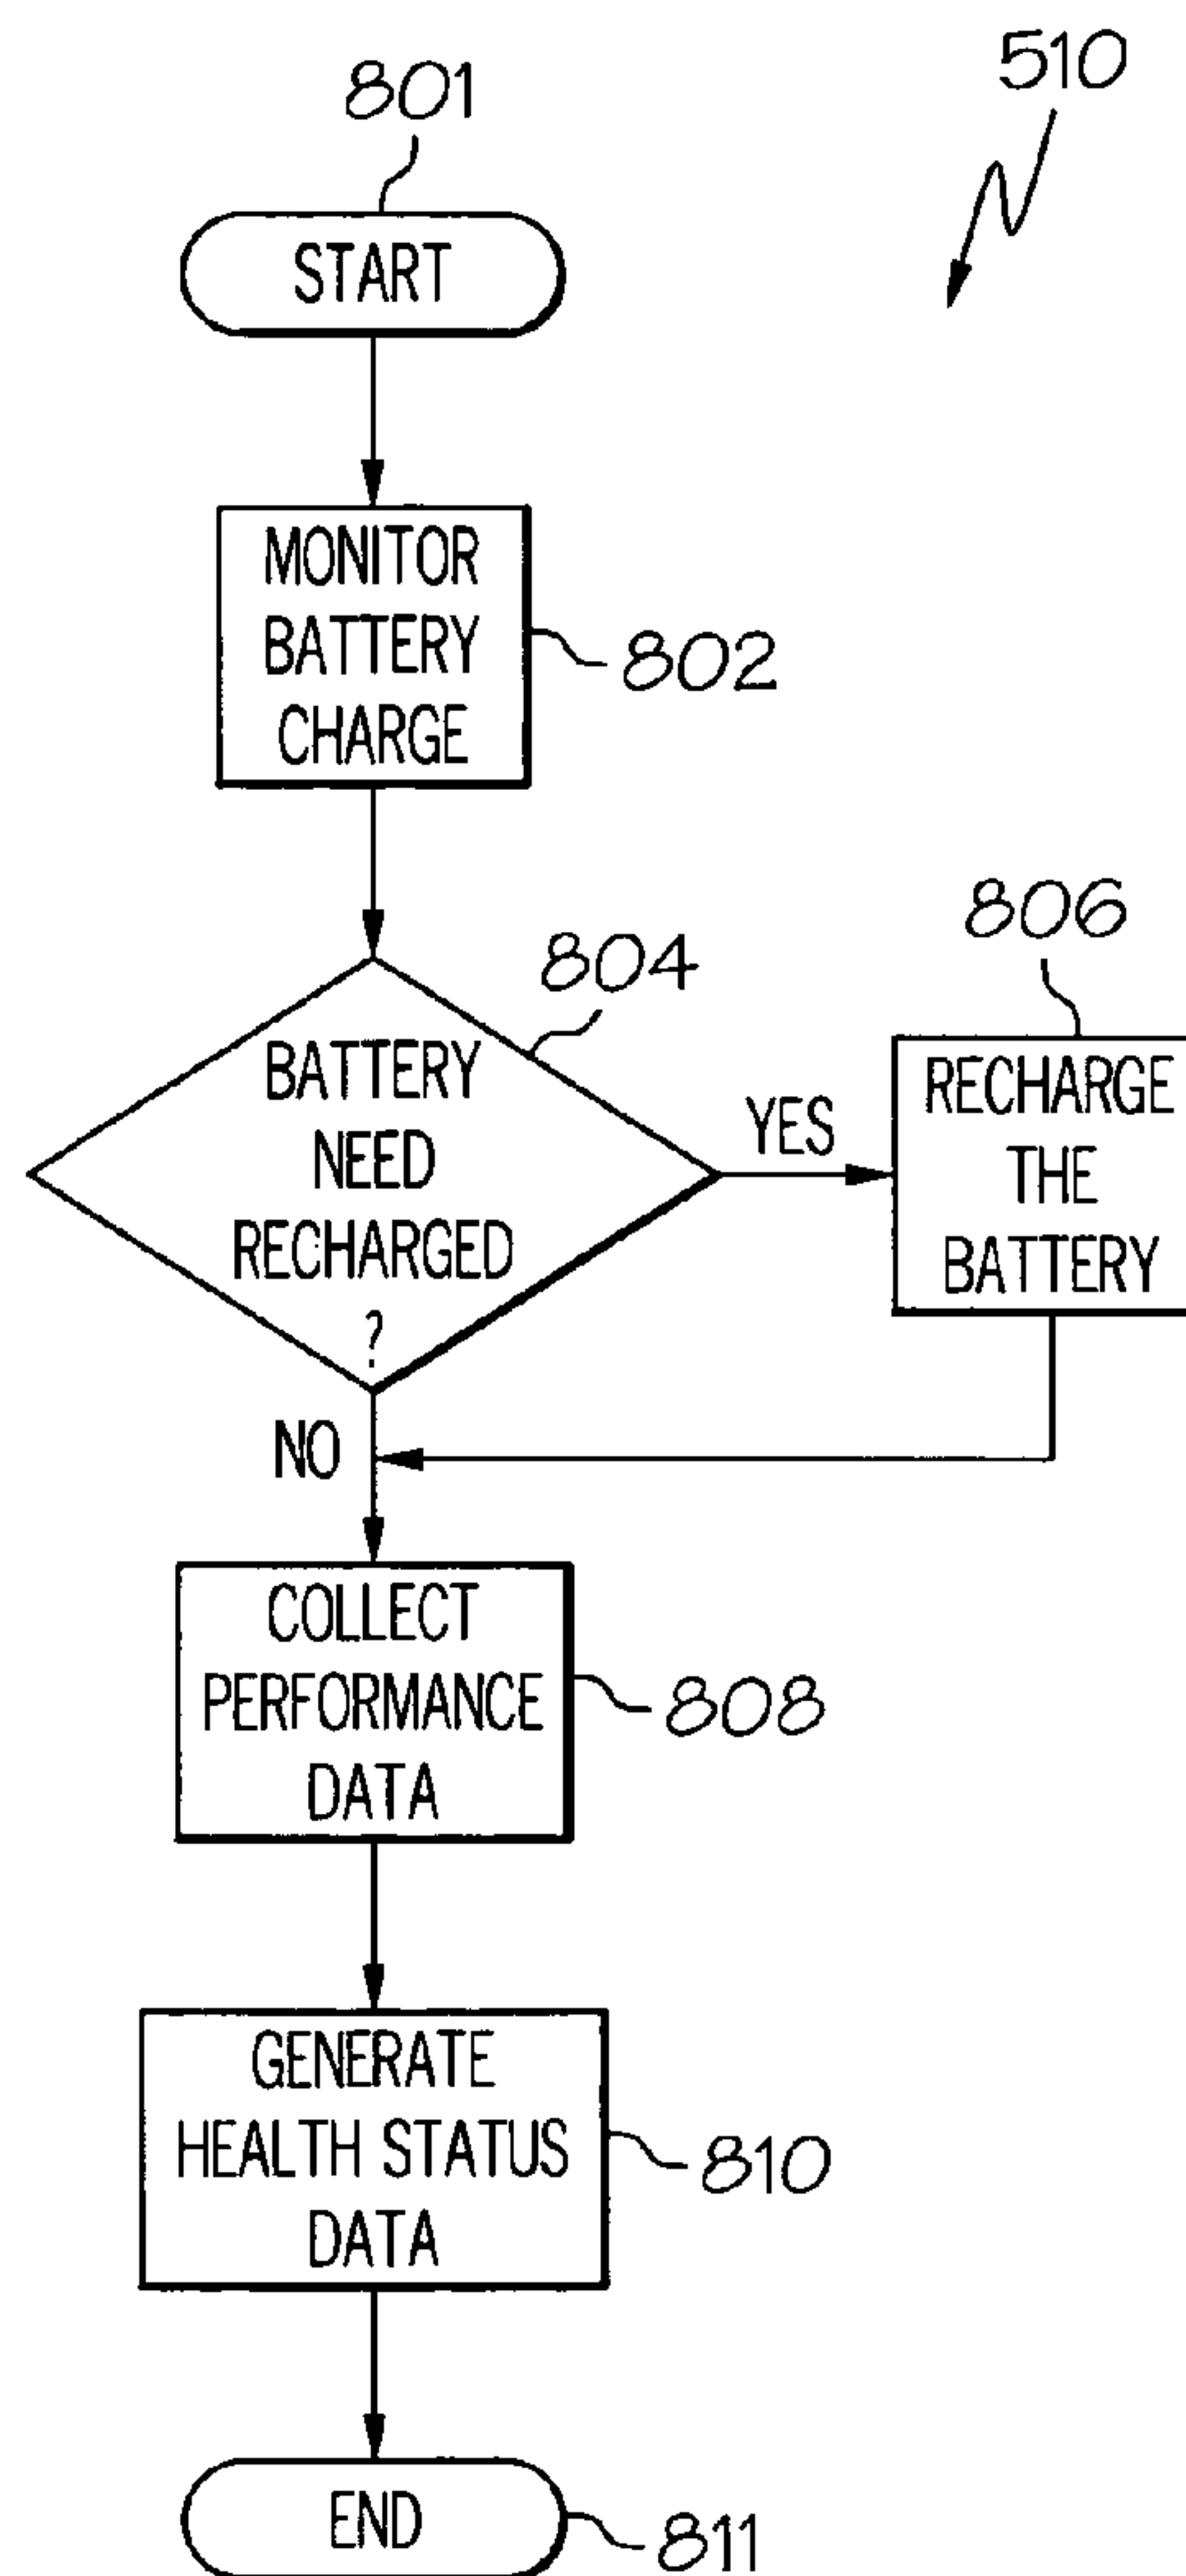 801
510
START
MONITOR
BATTERY
CHARGE
802
804
BATTERY
NEED
RECHARGED
?
YES
806
RECHARGE
THE
BATTERY
NO
COLLECT
PERFORMANCE
DATA
808
GENERATE
HEALTH STATUS
DATA
810
END
811